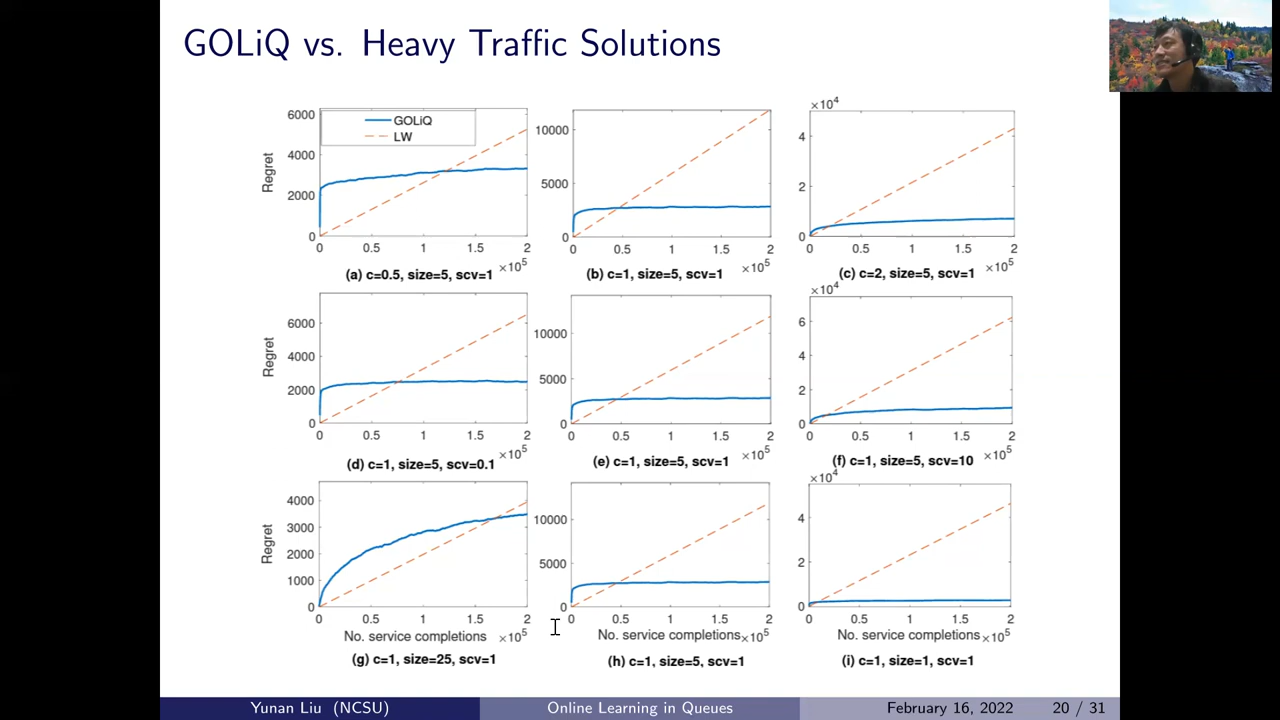 GOLiQ vs. Heavy Traffic Solutions
GOLiQ
LW
Regret
6000
4000
2000
0
0 0.5 1 1.5 2
×10⁵
(a) c=0.5, size=5, scv=1
10000
5000
0
0 0.5 1 1.5 2
×10⁵
(b) c=1, size=5, scv=1
×10⁴
4
2
0
0 0.5 1 1.5 2
×10⁵
(c) c=2, size=5, scv=1
Regret
6000
4000
2000
0
0 0.5 1 1.5 2
×10⁵
(d) c=1, size=5, scv=0.1
10000
5000
0
0 0.5 1 1.5 2
×10⁵
(e) c=1, size=5, scv=1
×10⁴
6
4
2
0
0 0.5 1 1.5 2
×10⁵
(f) c=1, size=5, scv=10
Regret
4000
3000
2000
1000
0
0 0.5 1 1.5 2
No. service completions ×10⁵
(g) c=1, size=25, scv=1
10000
5000
0
0 0.5 1 1.5 2
No. service completions ×10⁵
(h) c=1, size=5, scv=1
×10⁴
4
2
0
0 0.5 1 1.5 2
No. service completions ×10⁵
(i) c=1, size=1, scv=1
Yunan Liu (NCSU) Online Learning in Queues February 16, 2022 20 / 31